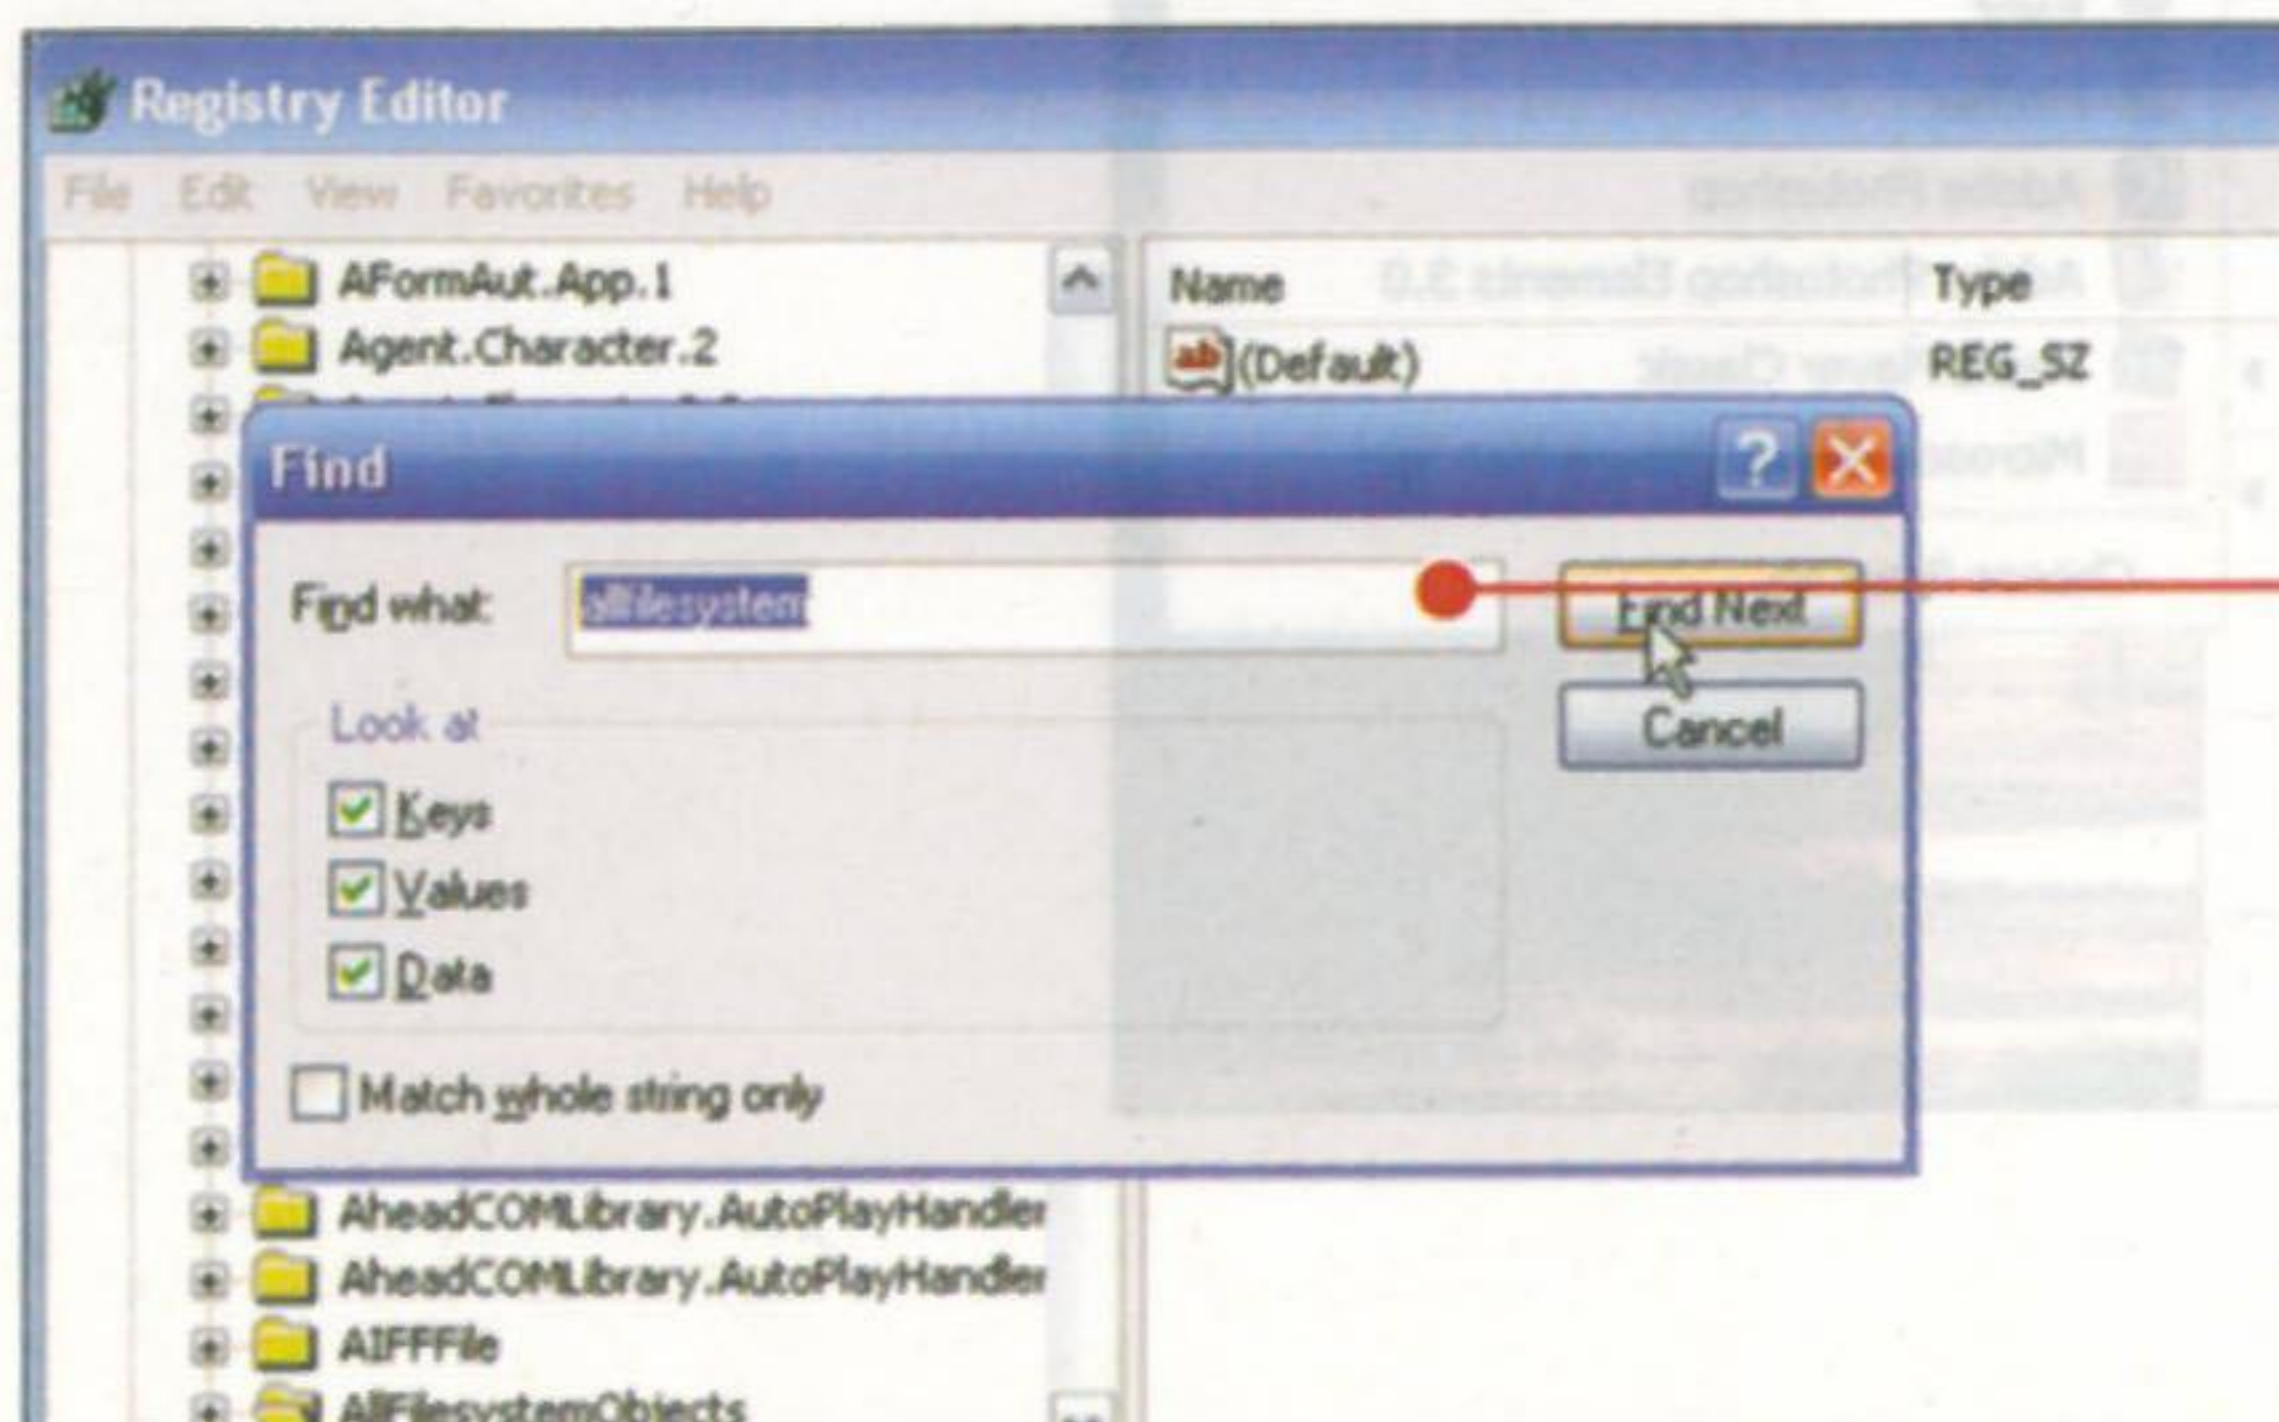 Registry Editor
File Edit View Favorites Help
AFormAut.App.1
Agent.Character.2
Name Type
ab (Default) REG_SZ
Find
Find what: allfilesystem
Find Next
Cancel
Look at
Keys
Values
Data
Match whole string only
AheadCOMLibrary.AutoPlayHandler
AheadCOMLibrary.AutoPlayHandler
AIFFFile
AllFilesystemObjects